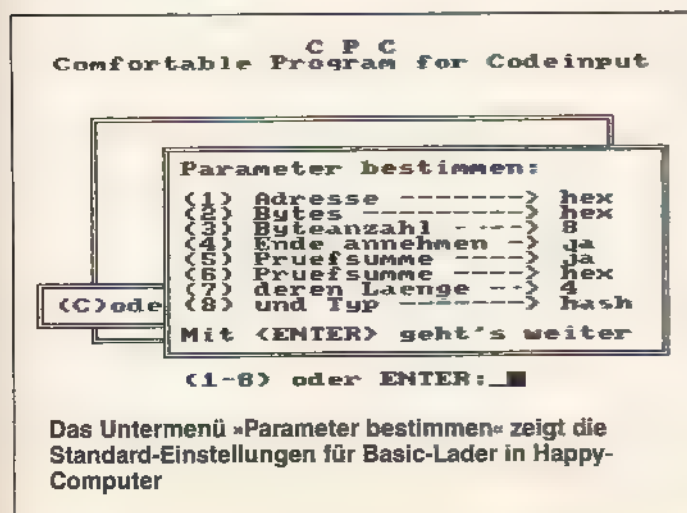 C P C
Comfortable Program for Codeinput
Parameter bestimmen:
(1) Adresse -------> hex
(2) Bytes ---------> hex
(3) Byteanzahl ----> 8
(4) Ende annehmen -> ja
(5) Pruefsumme ----> ja
(6) Pruefsumme ----> hex
(7) deren Laenge --> 4
(8) und Typ -------> hash
(C)ode
Mit <ENTER> geht's weiter
(1-8) oder ENTER:_
Das Untermenü »Parameter bestimmen« zeigt die
Standard-Einstellungen für Basic-Lader in Happy-
Computer